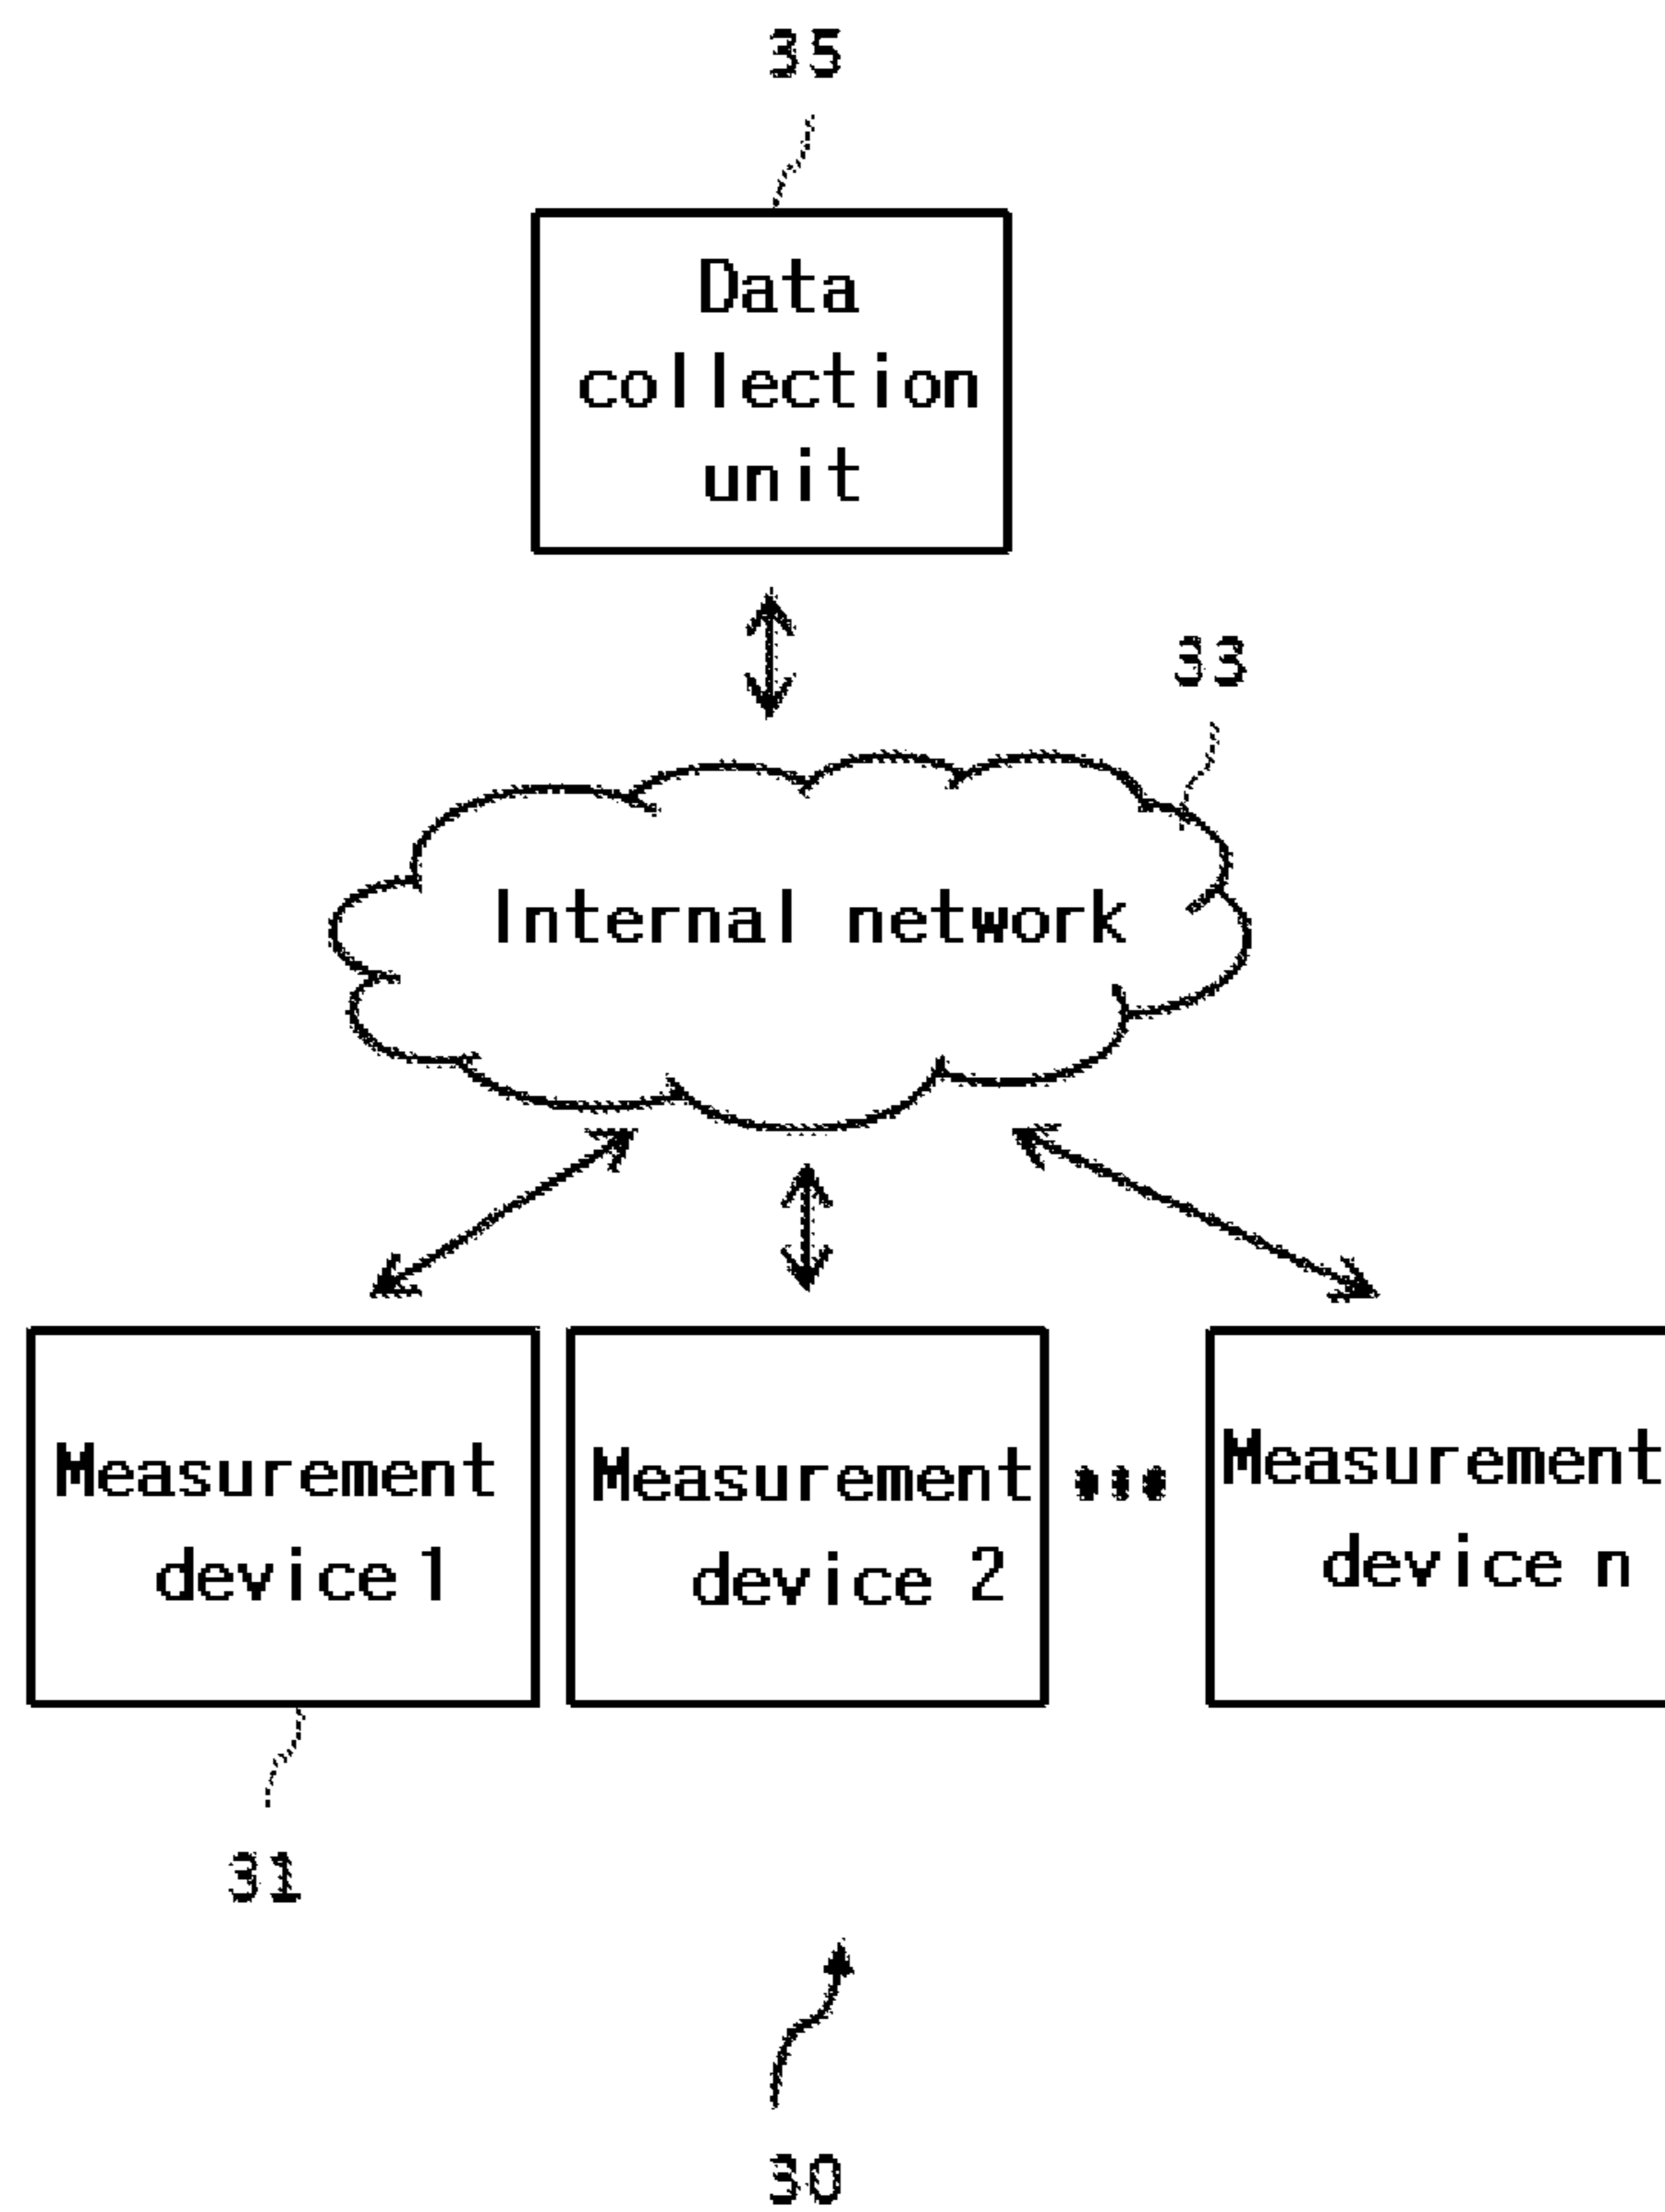 35
Data
collection
unit
33
Internal network
Measurement
device 1
Measurement
device 2
•••
Measurement
device n
31
30